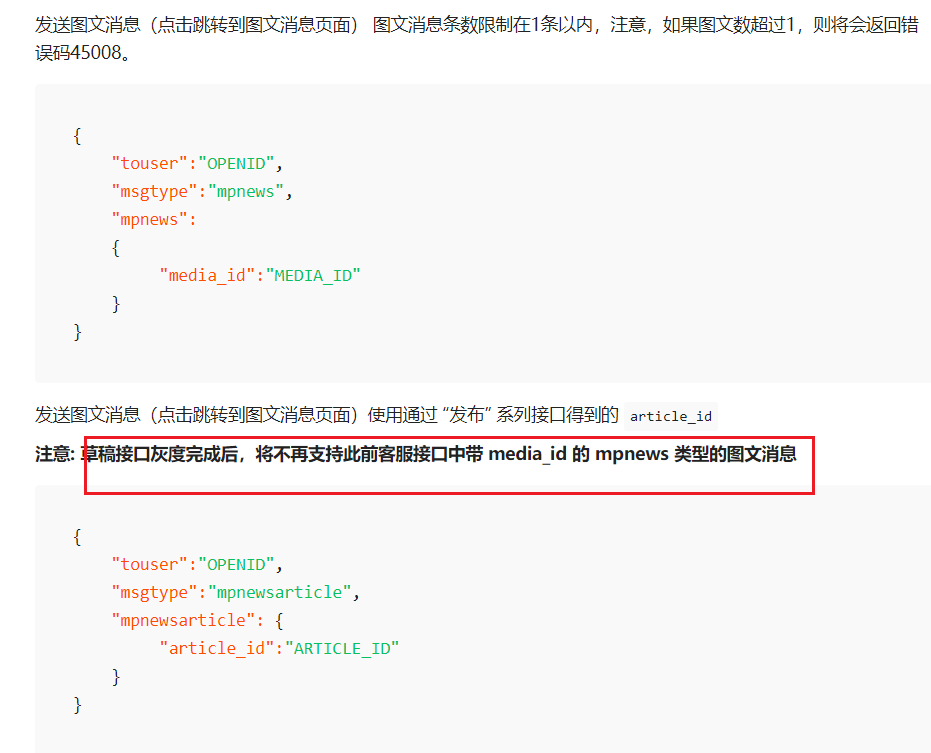 发送图文消息（点击跳转到图文消息页面） 图文消息条数限制在1条以内，注意，如果图文数超过1，则将会返回错
误码45008。
{
"touser":"OPENID",
"msgtype":"mpnews",
"mpnews":
{
"media_id":"MEDIA_ID"
}
}
发送图文消息（点击跳转到图文消息页面）使用通过 “发布” 系列接口得到的 article_id
注意: 草稿接口灰度完成后，将不再支持此前客服接口中带 media_id 的 mpnews 类型的图文消息
{
"touser":"OPENID",
"msgtype":"mpnewsarticle",
"mpnewsarticle": {
"article_id":"ARTICLE_ID"
}
}